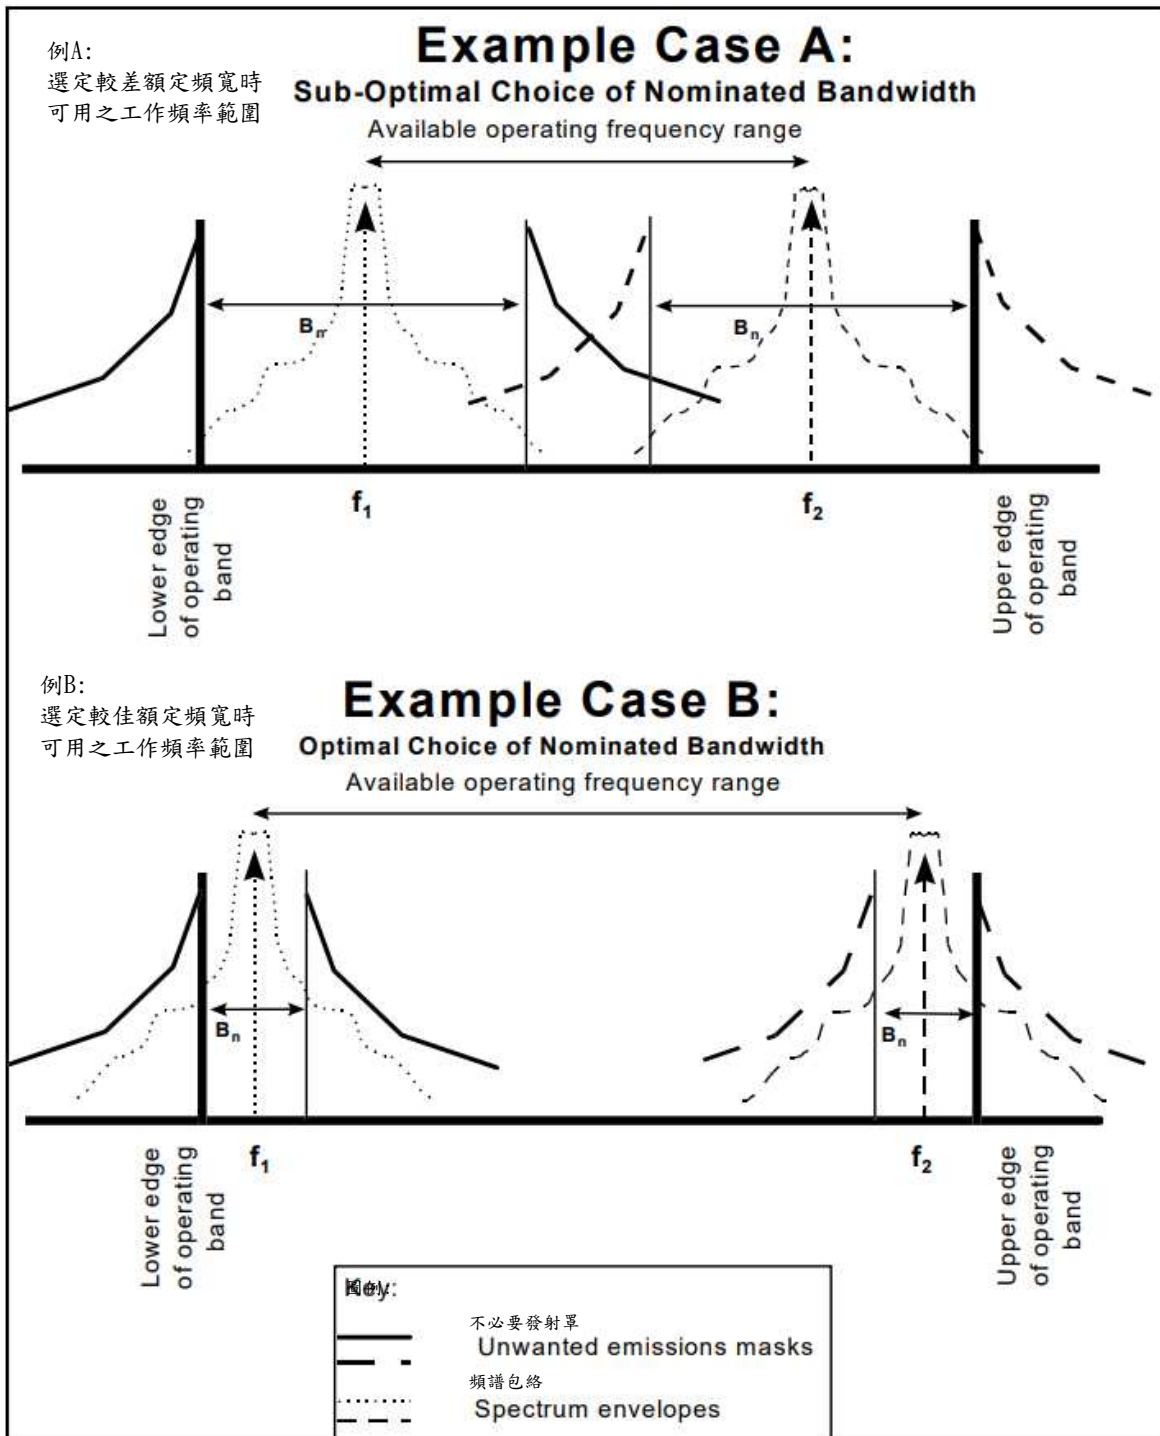 例A:
選定較差額定頻寬時
可用之工作頻率範圍
Example Case A:
Sub-Optimal Choice of Nominated Bandwidth
Available operating frequency range
Bn
Bn
f1
f2
Lower edge
of operating
band
Upper edge
of operating
band
例B:
選定較佳額定頻寬時
可用之工作頻率範圍
Example Case B:
Optimal Choice of Nominated Bandwidth
Available operating frequency range
Bn
Bn
f1
f2
Lower edge
of operating
band
Upper edge
of operating
band
Key:
不必要發射罩
Unwanted emissions masks
頻譜包絡
Spectrum envelopes